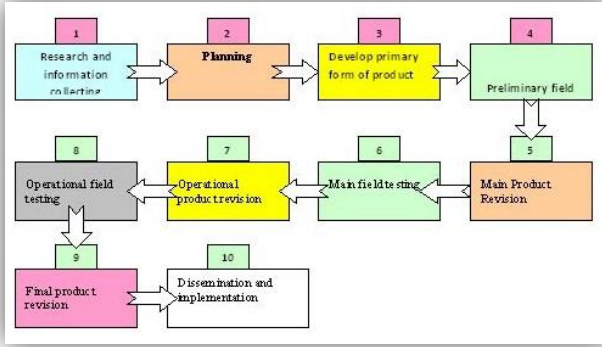 1
Research and
information
collecting
2
Planning
3
Develop primary
form of product
4
Preliminary field
5
Main Product
Revision
6
Main field testing
7
Operational
product revision
8
Operational field
testing
9
Final product
revision
10
Dissemination and
implementation